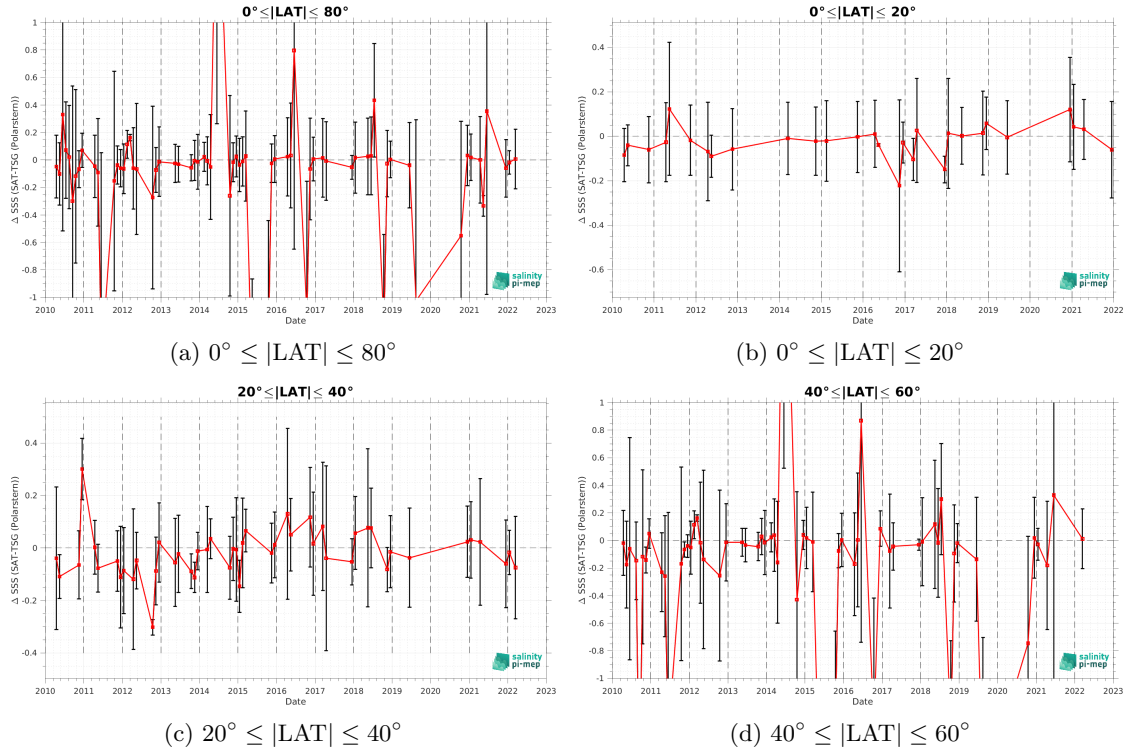 0°≤|LAT|≤ 80°
Δ SSS (SAT-TSG (Polarstern))
1
0.8
0.6
0.4
0.2
0
-0.2
-0.4
-0.6
-0.8
-1
2010 2011 2012 2013 2014 2015 2016 2017 2018 2019 2020 2021 2022 2023
Date
salinity
pi-mep
(a) 0° ≤ |LAT| ≤ 80°
0°≤|LAT|≤ 20°
Δ SSS (SAT-TSG (Polarstern))
0.4
0.2
0
-0.2
-0.4
-0.6
2010 2011 2012 2013 2014 2015 2016 2017 2018 2019 2020 2021 2022
Date
salinity
pi-mep
(b) 0° ≤ |LAT| ≤ 20°
20°≤|LAT|≤ 40°
Δ SSS (SAT-TSG (Polarstern))
0.4
0.2
0
-0.2
-0.4
2010 2011 2012 2013 2014 2015 2016 2017 2018 2019 2020 2021 2022 2023
Date
salinity
pi-mep
(c) 20° ≤ |LAT| ≤ 40°
40°≤|LAT|≤ 60°
Δ SSS (SAT-TSG (Polarstern))
1
0.8
0.6
0.4
0.2
0
-0.2
-0.4
-0.6
-0.8
-1
2010 2011 2012 2013 2014 2015 2016 2017 2018 2019 2020 2021 2022 2023
Date
salinity
pi-mep
(d) 40° ≤ |LAT| ≤ 60°